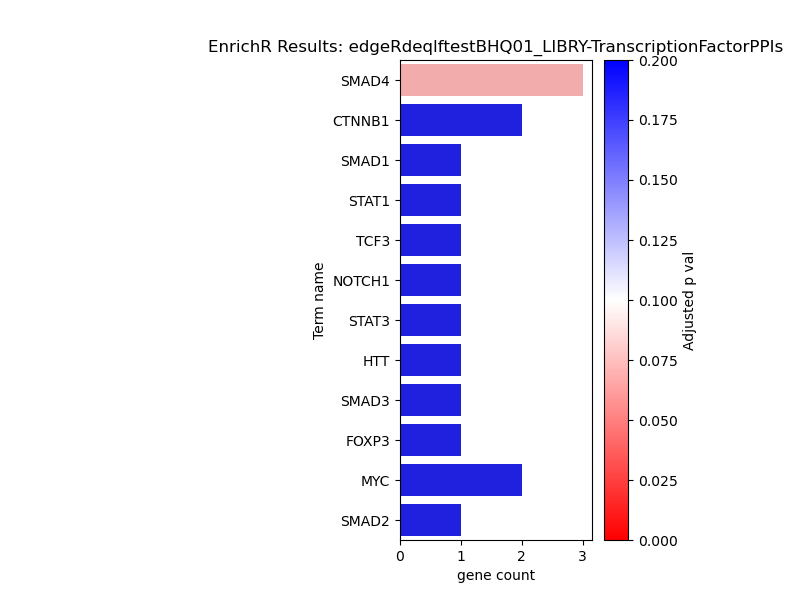 EnrichR Results: edgeRdeqlftestBHQ01_LIBRY-TranscriptionFactorPPIs
SMAD4
CTNNB1
SMAD1
STAT1
TCF3
NOTCH1
STAT3
HTT
SMAD3
FOXP3
MYC
SMAD2
Term name
0 1 2 3
gene count
0.200
0.175
0.150
0.125
0.100
0.075
0.050
0.025
0.000
Adjusted p val